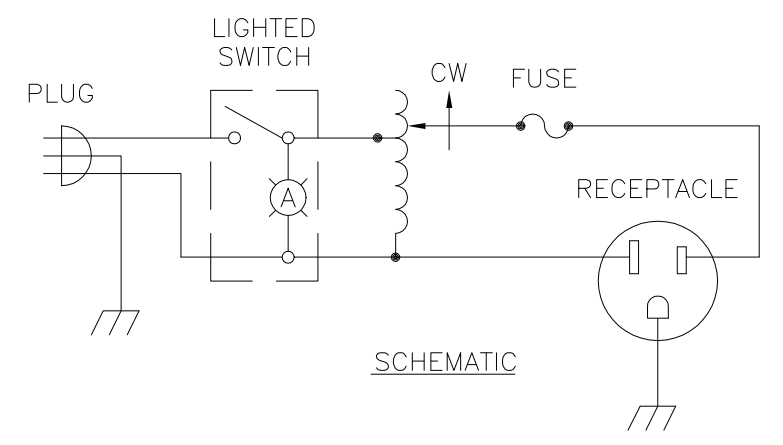 LIGHTED
SWITCH
CW
FUSE
PLUG
RECEPTACLE
A
SCHEMATIC